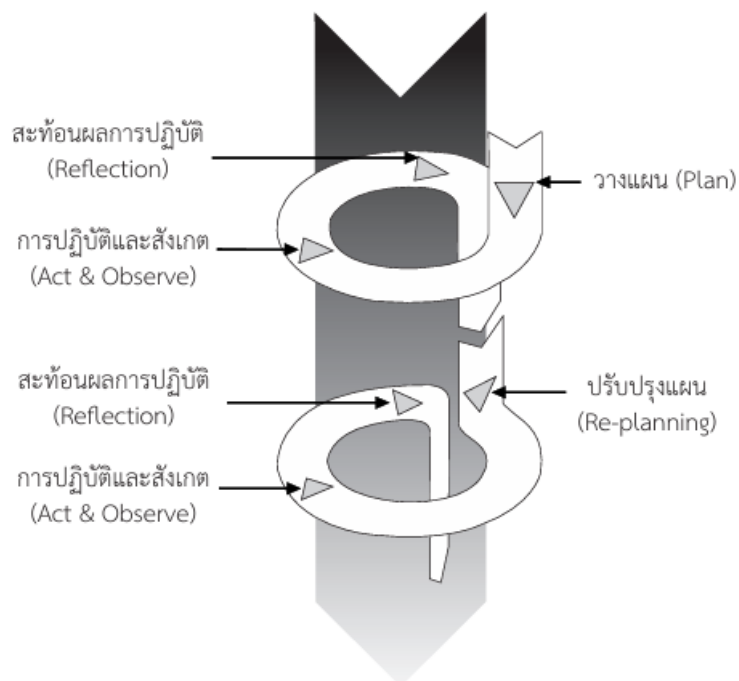 สะท้อนผลการปฏิบัติ
(Reflection)
วางแผน (Plan)
การปฏิบัติและสังเกต
(Act & Observe)
สะท้อนผลการปฏิบัติ
(Reflection)
ปรับปรุงแผน
(Re-planning)
การปฏิบัติและสังเกต
(Act & Observe)